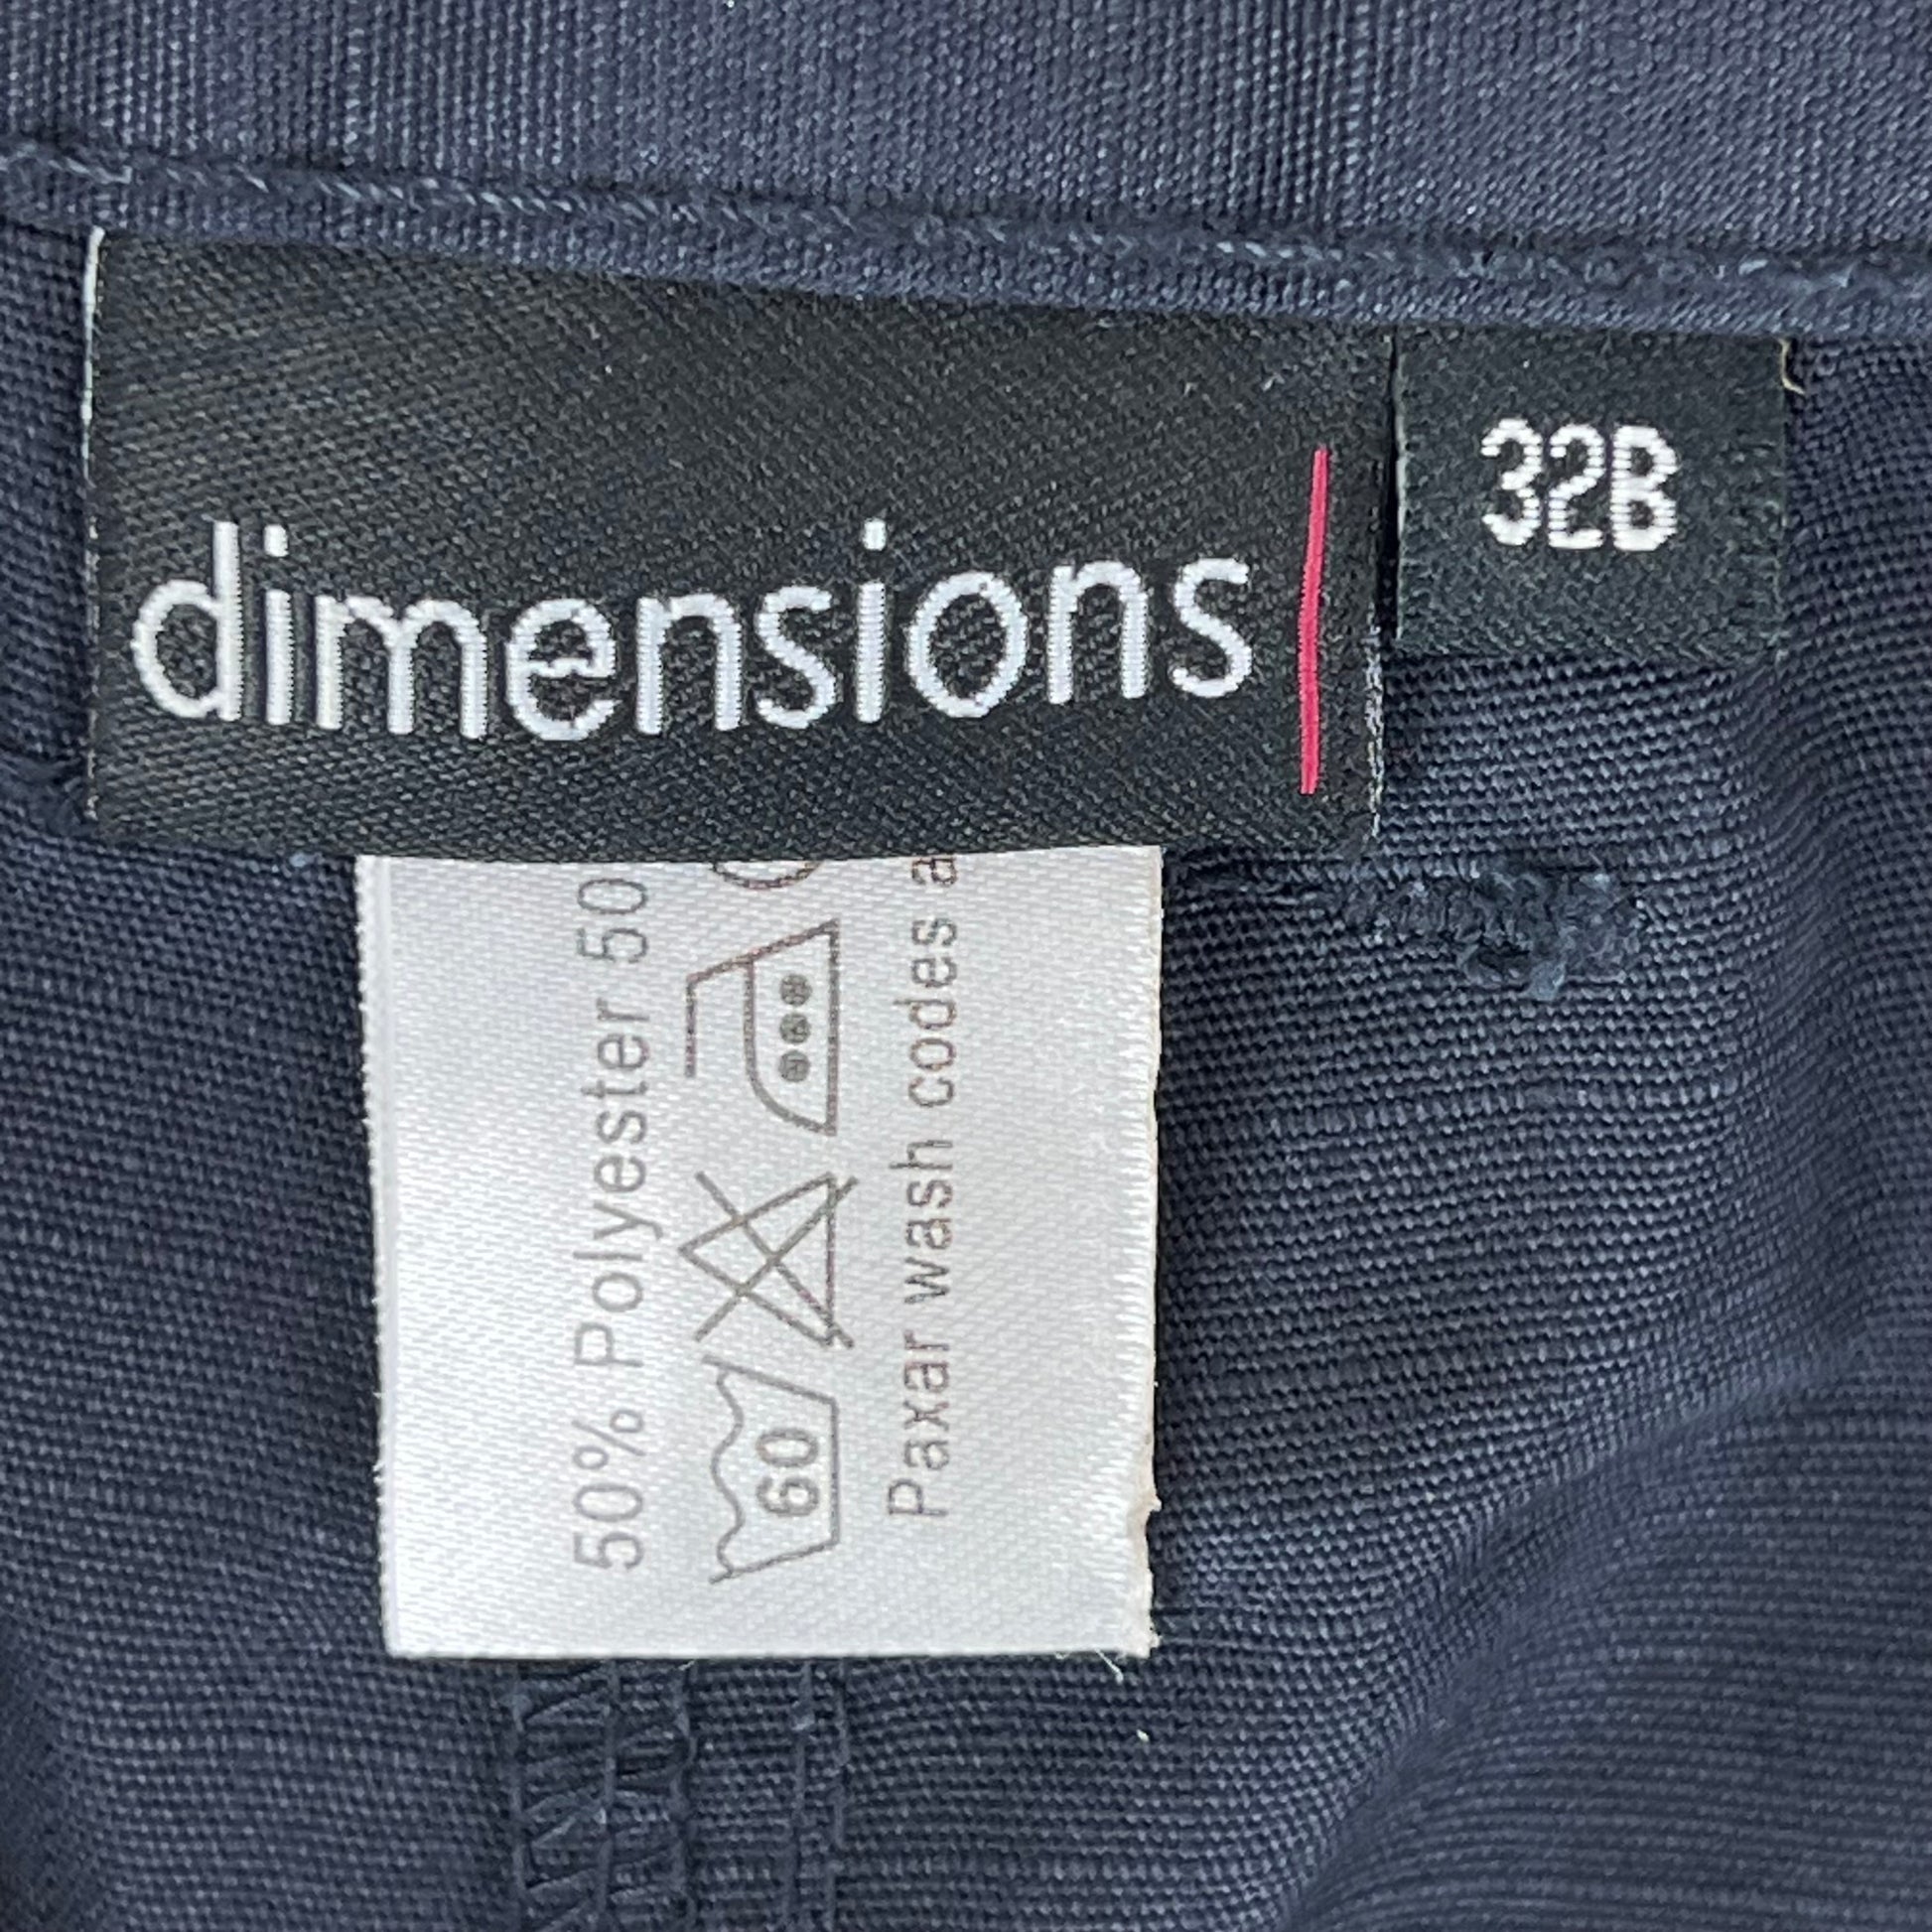 dimensions
32B
50% Polyester 50
60
Paxar wash codes a